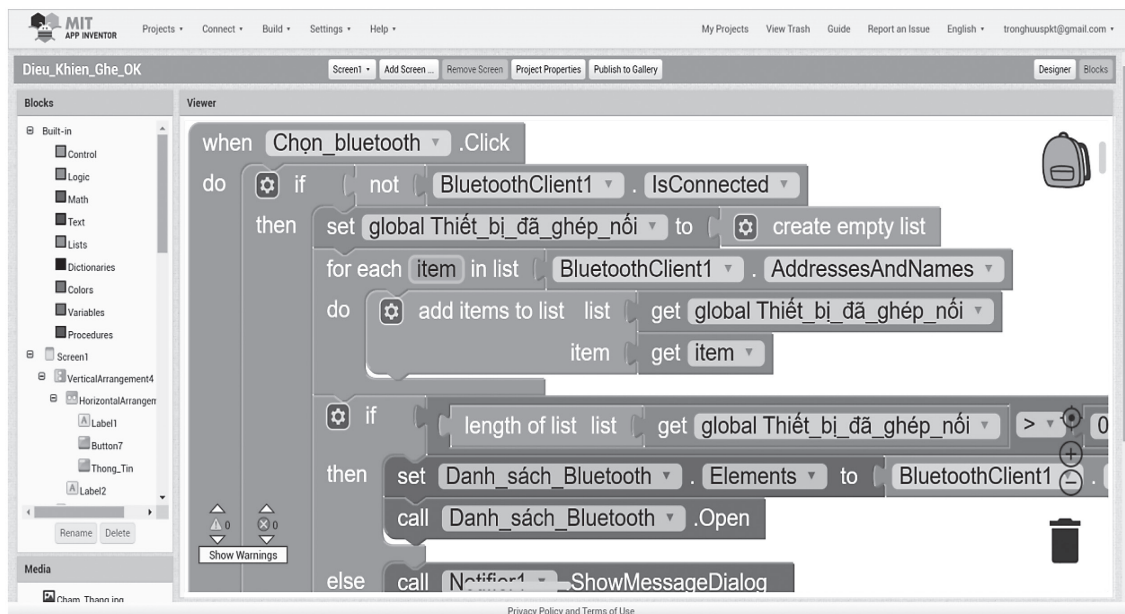 MIT
APP INVENTOR
Projects Connect Build Settings Help My Projects View Trash Guide Report an Issue English tronghuuspkt@gmail.com
Dieu_Khien_Ghe_OK Screen1 Add Screen ... Remove Screen Project Properties Publish to Gallery Designer Blocks
Blocks Viewer
Built-in
Control
Logic
Math
Text
Lists
Dictionaries
Colors
Variables
Procedures
Screen1
VerticalArrangement4
HorizontalArrangem
Label1
Button7
Thong_Tin
Label2
Rename Delete
Media
Cham_Thang.jpg
when Chọn_bluetooth .Click
do if not BluetoothClient1 . IsConnected
then set global Thiết_bị_đã_ghép_nối to create empty list
for each item in list BluetoothClient1 . AddressesAndNames
do add items to list list get global Thiết_bị_đã_ghép_nối
item get item
if length of list list get global Thiết_bị_đã_ghép_nối > 0
then set Danh_sách_Bluetooth . Elements to BluetoothClient1 .
call Danh_sách_Bluetooth .Open
else call Notifier1 .ShowMessageDialog
0 0
Show Warnings
Privacy Policy and Terms of Use